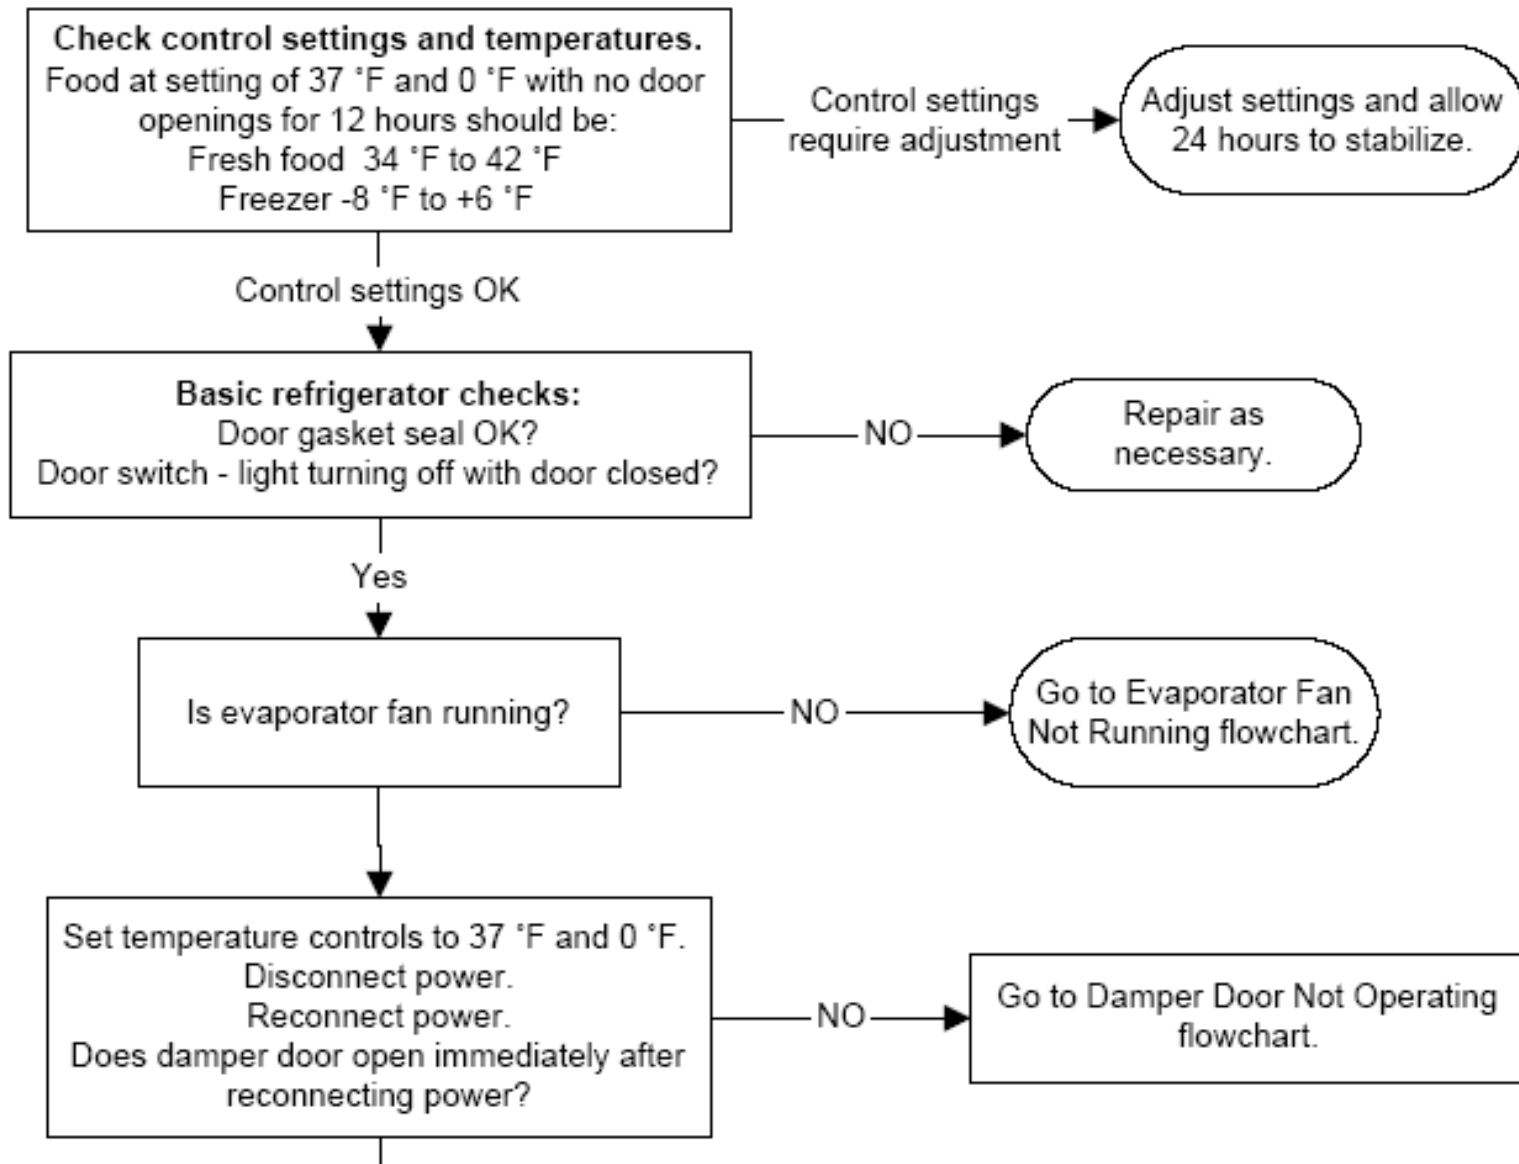 Check control settings and temperatures.
Food at setting of 37 ˚F and 0 ˚F with no door
openings for 12 hours should be:
Fresh food  34 ˚F to 42 ˚F
Freezer -8 ˚F to +6 ˚F
Control settings
require adjustment
Adjust settings and allow
24 hours to stabilize.
Control settings OK
Basic refrigerator checks:
Door gasket seal OK?
Door switch - light turning off with door closed?
NO
Repair as
necessary.
Yes
Is evaporator fan running?
NO
Go to Evaporator Fan
Not Running flowchart.
Set temperature controls to 37 ˚F and 0 ˚F.
Disconnect power.
Reconnect power.
Does damper door open immediately after
reconnecting power?
NO
Go to Damper Door Not Operating
flowchart.